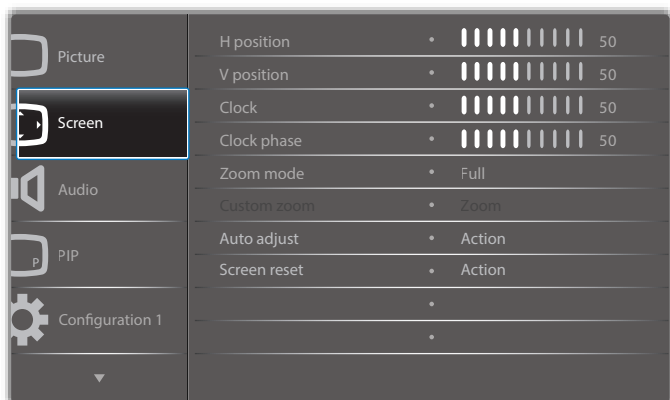 Picture
Screen
Audio
P
PIP
Configuration 1
H position • 50
V position • 50
Clock • 50
Clock phase • 50
Zoom mode • Full
Custom zoom • Zoom
Auto adjust • Action
Screen reset • Action
•
•